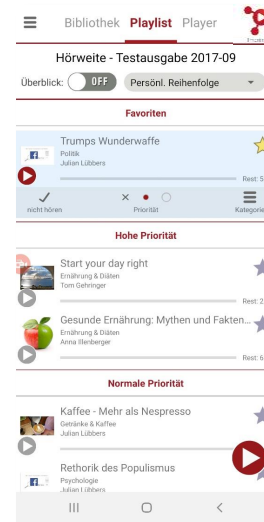 Bibliothek Playlist Player
Hörweite - Testausgabe 2017-09
Überblick: OFF Persönl. Reihenfolge
Favoriten
Trumps Wunderwaffe
Politik
Julian Lübbers
Rest: 5
nicht hören Priorität Kategorie
Hohe Priorität
Start your day right
Ernährung & Diäten
Tom Gehringer
Rest: 2
Gesunde Ernährung: Mythen und Fakten...
Ernährung & Diäten
Anna Illenberger
Rest: 6
Normale Priorität
Kaffee - Mehr als Nespresso
Getränke & Kaffee
Julian Lübbers
Rethorik des Populismus
Psychologie
Julian Lübbers